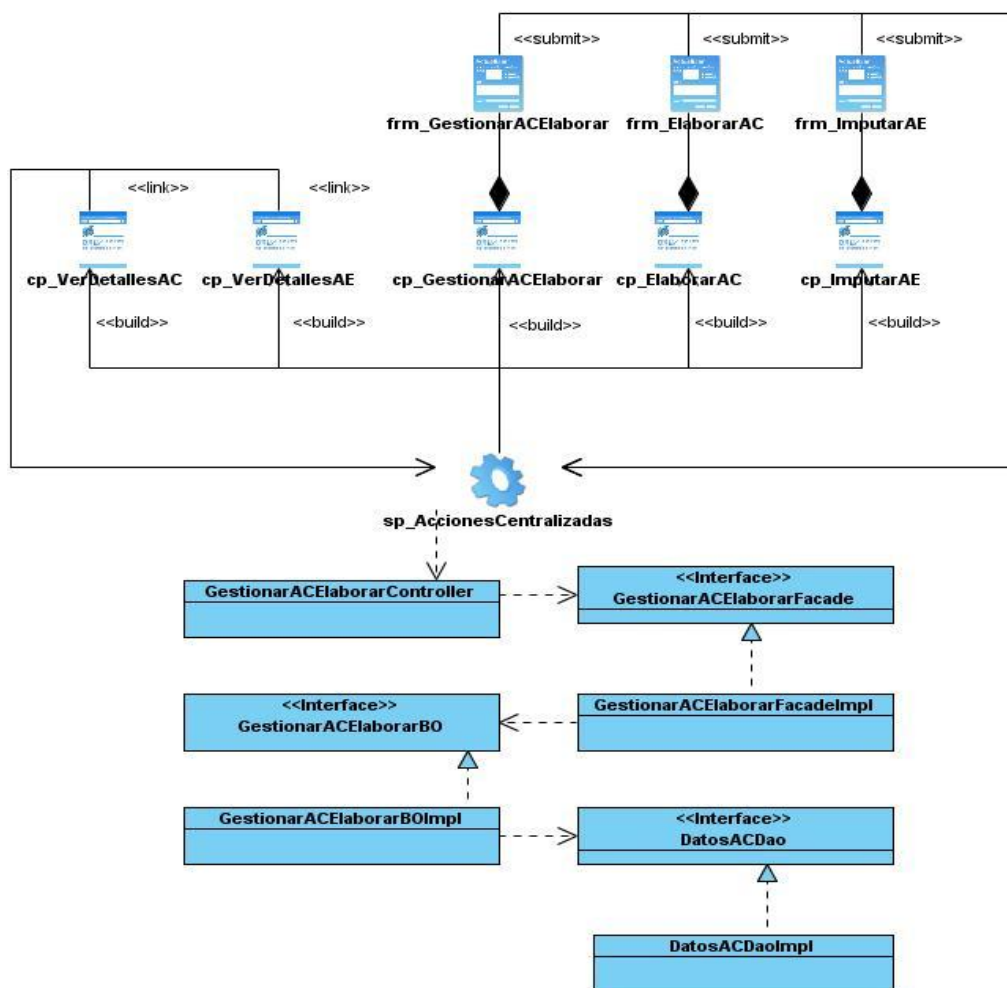 <<submit>> <<submit>> <<submit>>
frm_GestionarACElaborar frm_ElaborarAC frm_ImputarAE
<<link>> <<link>>
cp_VerDetallesAC cp_VerDetallesAE cp_GestionarACElaborar cp_ElaborarAC cp_ImputarAE
<<build>> <<build>> <<build>> <<build>> <<build>>
sp_AccionesCentralizadas
GestionarACElaborarController
<<Interface>>
GestionarACElaborarFacade
<<Interface>>
GestionarACElaborarBO
GestionarACElaborarFacadeImpl
GestionarACElaborarBOImpl
<<Interface>>
DatosACDao
DatosACDaoImpl